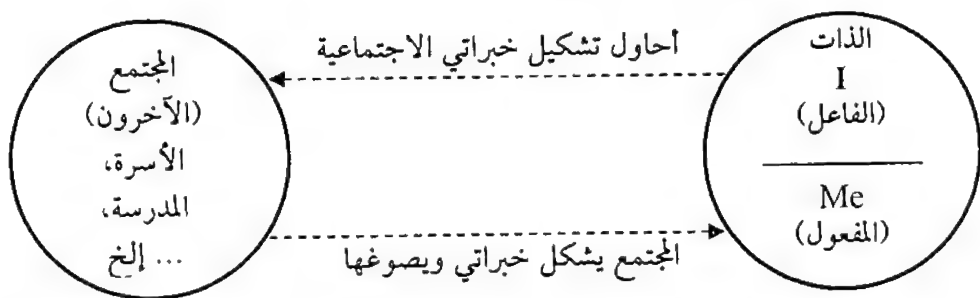 الذات
I
(الفاعل)
Me
(المفعول)
أحاول تشكيل خبراتي الاجتماعية
المجتمع يشكل خبراتي ويصوغها
المجتمع
(الآخرون)
الأسرة،
المدرسة،
... إلخ